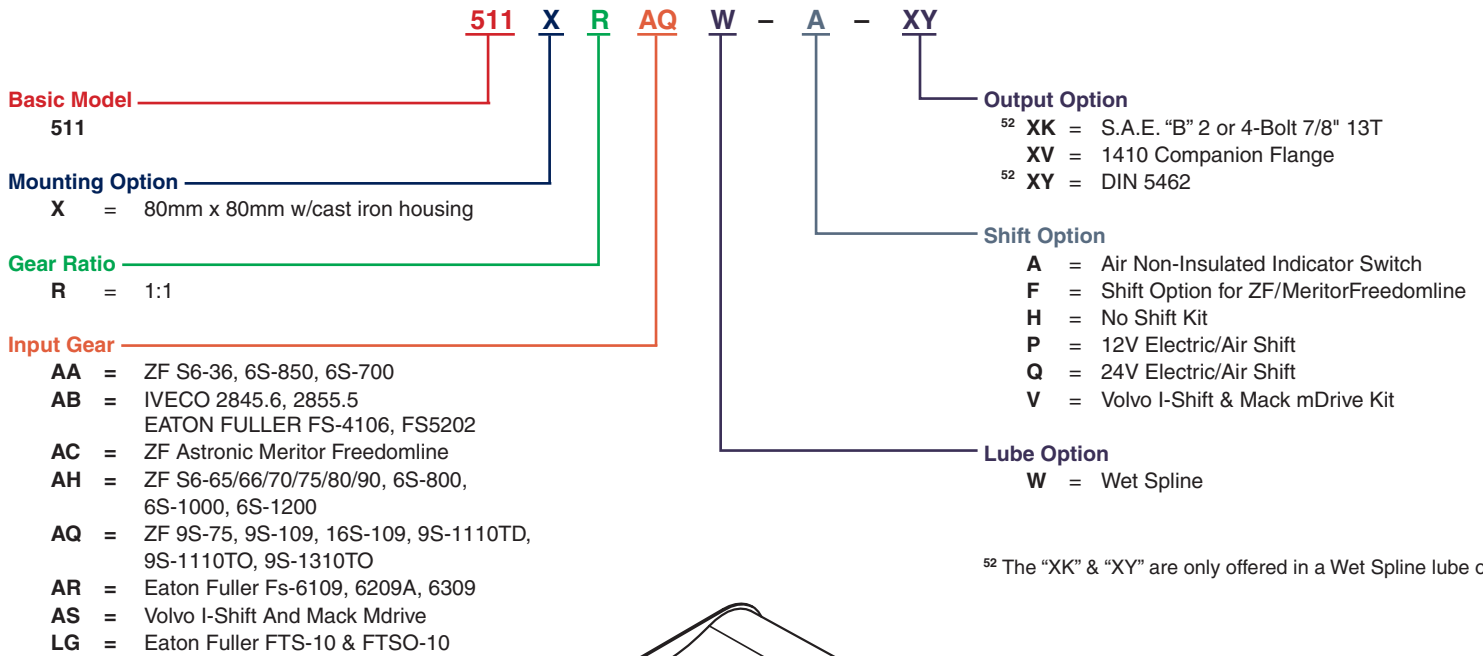 511 X R AQ W – A – XY
Basic Model
511
Mounting Option
X = 80mm x 80mm w/cast iron housing
Gear Ratio
R = 1:1
Input Gear
AA = ZF S6-36, 6S-850, 6S-700
AB = IVECO 2845.6, 2855.5
EATON FULLER FS-4106, FS5202
AC = ZF Astronic Meritor Freedomline
AH = ZF S6-65/66/70/75/80/90, 6S-800,
6S-1000, 6S-1200
AQ = ZF 9S-75, 9S-109, 16S-109, 9S-1110TD,
9S-1110TO, 9S-1310TO
AR = Eaton Fuller Fs-6109, 6209A, 6309
AS = Volvo I-Shift And Mack Mdrive
LG = Eaton Fuller FTS-10 & FTSO-10
Output Option
52 XK = S.A.E. “B” 2 or 4-Bolt 7/8" 13T
XV = 1410 Companion Flange
52 XY = DIN 5462
Shift Option
A = Air Non-Insulated Indicator Switch
F = Shift Option for ZF/MeritorFreedomline
H = No Shift Kit
P = 12V Electric/Air Shift
Q = 24V Electric/Air Shift
V = Volvo I-Shift & Mack mDrive Kit
Lube Option
W = Wet Spline
52 The “XK” & “XY” are only offered in a Wet Spline lube